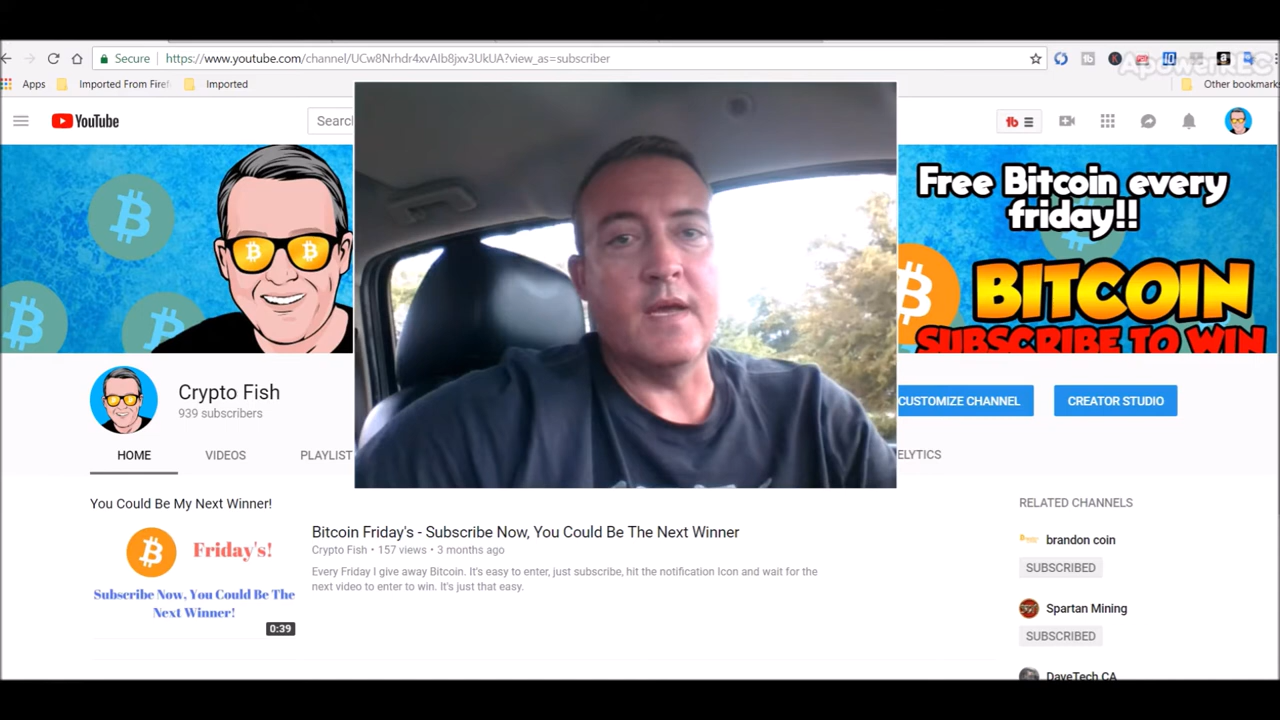 Secure
https://www.youtube.com/channel/UCw8Nrhdr4xvAIb8jxv3UkUA?view_as=subscriber
ApowerREC
Apps
Imported From Firef
Imported
Other bookmarks
YouTube
Searc
Free Bitcoin every
friday!!
BITCOIN
SUBSCRIBE TO WIN
Crypto Fish
939 subscribers
CUSTOMIZE CHANNEL
CREATOR STUDIO
HOME
VIDEOS
PLAYLIST
ELYTICS
You Could Be My Next Winner!
RELATED CHANNELS
Friday's!
Subscribe Now, You Could Be The
Next Winner!
0:39
Bitcoin Friday's - Subscribe Now, You Could Be The Next Winner
Crypto Fish • 157 views • 3 months ago
Every Friday I give away Bitcoin. It's easy to enter, just subscribe, hit the notification Icon and wait for the
next video to enter to win. It's just that easy.
brandon coin
SUBSCRIBED
Spartan Mining
SUBSCRIBED
DaveTech CA